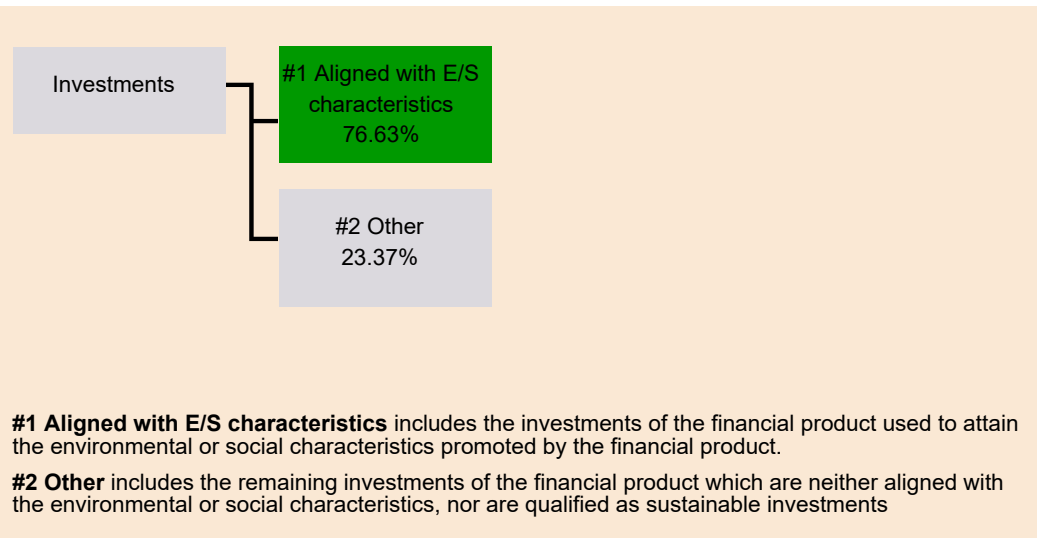 Investments
#1 Aligned with E/S
characteristics
76.63%
#2 Other
23.37%
#1 Aligned with E/S characteristics includes the investments of the financial product used to attain
the environmental or social characteristics promoted by the financial product.
#2 Other includes the remaining investments of the financial product which are neither aligned with
the environmental or social characteristics, nor are qualified as sustainable investments